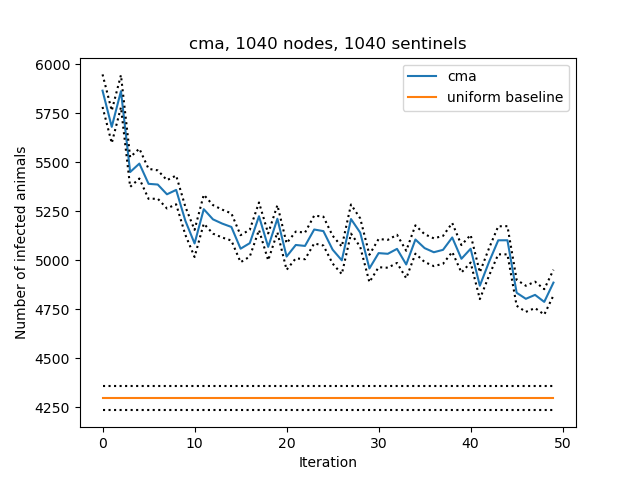 cma, 1040 nodes, 1040 sentinels
cma
uniform baseline
Number of infected animals
6000
5750
5500
5250
5000
4750
4500
4250
0 10 20 30 40 50
Iteration